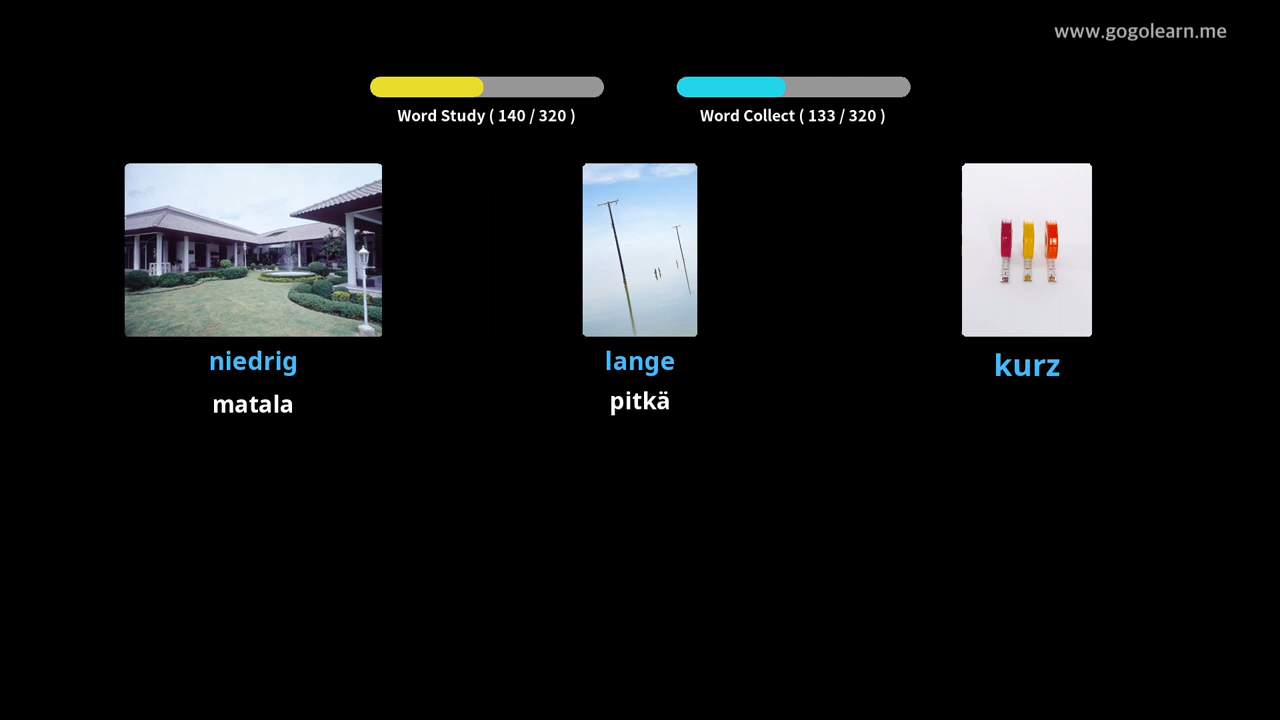 www.gogolearn.me
Word Study ( 140 / 320 )
Word Collect ( 133 / 320 )
niedrig
matala
lange
pitkä
kurz